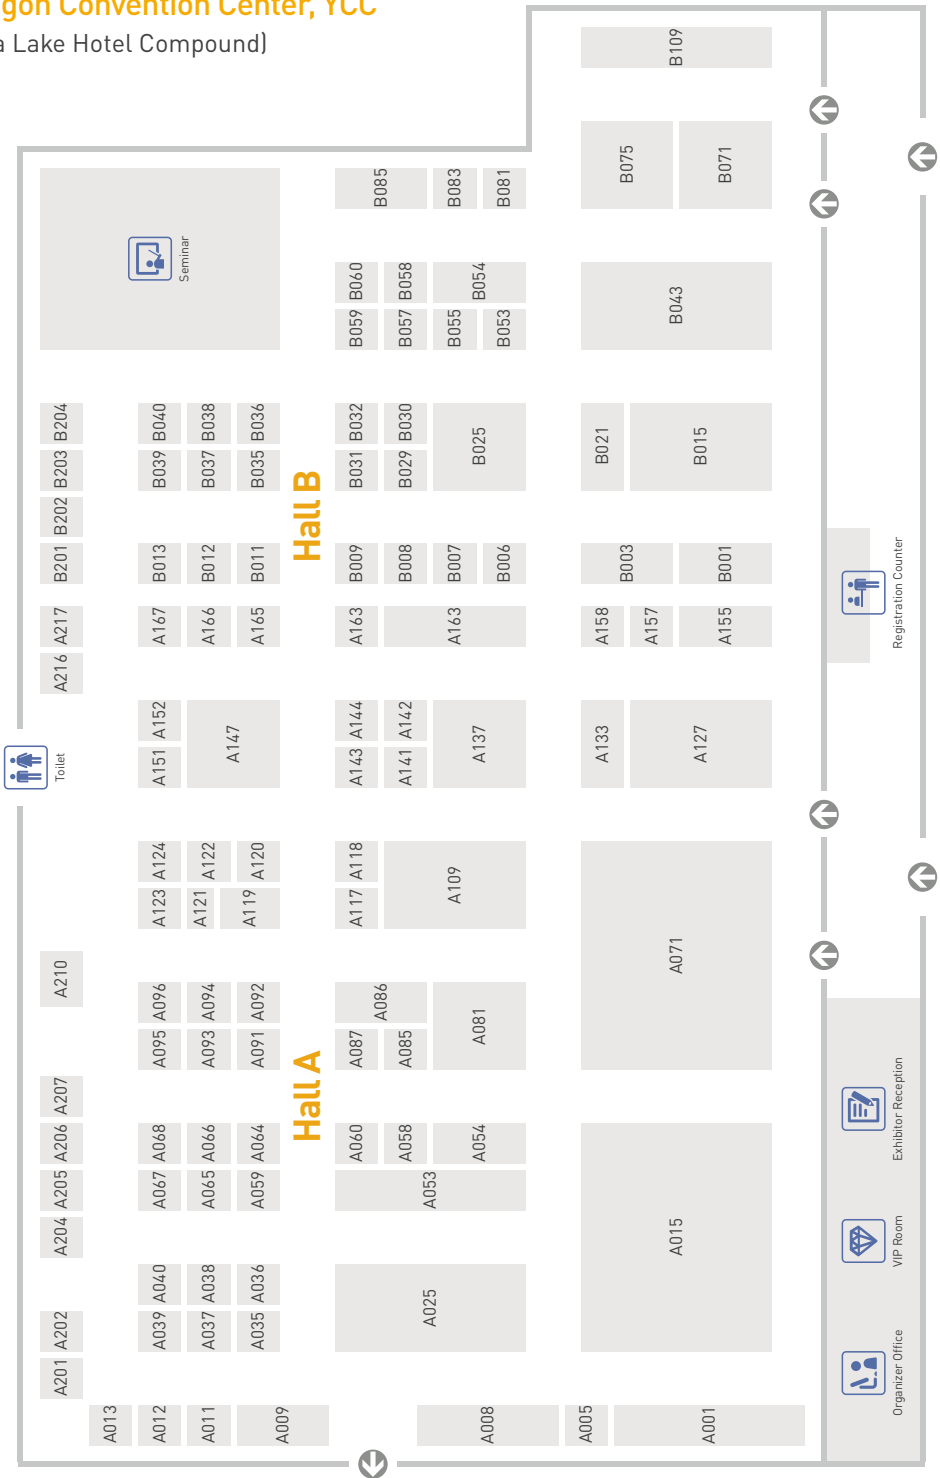 gon Convention Center, YCC
a Lake Hotel Compound)
B109
B075
B071
B085
B083
B081
Seminar
B060
B058
B054
B043
B059
B057
B055
B053
B204
B040
B038
B036
B032
B030
B025
B021
B015
B203
B039
B037
B035
B031
B029
Hall B
B202
B201
B013
B012
B011
B009
B008
B007
B006
B003
B001
Registration Counter
A217
A167
A166
A165
A163
A163
A158
A157
A155
A216
A152
A147
A144
A142
A137
A133
A127
Toilet
A151
A143
A141
A124
A122
A120
A118
A109
A071
A123
A121
A119
A117
A210
A096
A094
A092
A086
A081
A095
A093
A091
A087
A085
Hall A
Exhibitor Reception
A207
A206
A068
A066
A064
A060
A058
A054
A015
A205
A067
A065
A059
A053
A204
VIP Room
A040
A038
A036
A025
A202
A039
A037
A035
A201
Organizer Office
A013
A012
A011
A009
A008
A005
A001